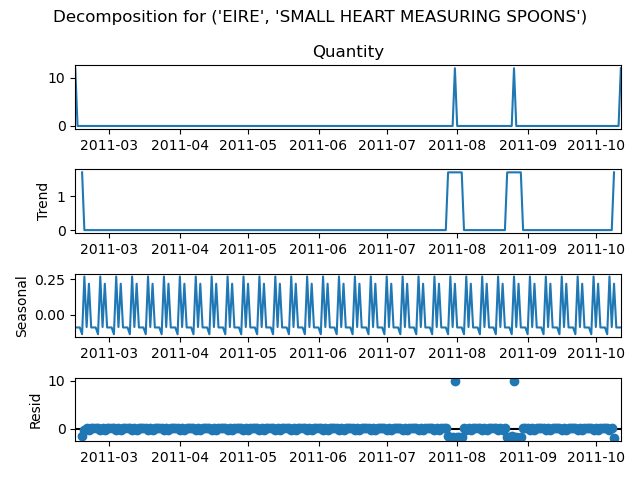 Decomposition for ('EIRE', 'SMALL HEART MEASURING SPOONS')
Quantity
10
0
2011-03 2011-04 2011-05 2011-06 2011-07 2011-08 2011-09 2011-10
Trend
1
0
2011-03 2011-04 2011-05 2011-06 2011-07 2011-08 2011-09 2011-10
Seasonal
0.25
0.00
2011-03 2011-04 2011-05 2011-06 2011-07 2011-08 2011-09 2011-10
Resid
10
0
2011-03 2011-04 2011-05 2011-06 2011-07 2011-08 2011-09 2011-10